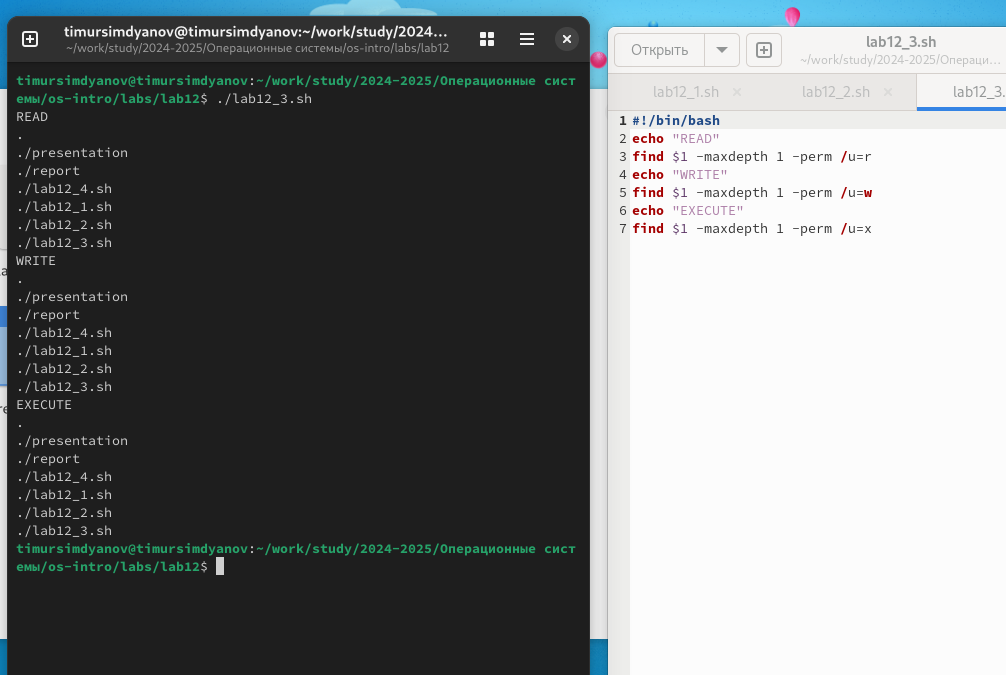 timursimdyanov@timursimdyanov:~/work/study/2024...
~/work/study/2024-2025/Операционные системы/os-intro/labs/lab12
timursimdyanov@timursimdyanov:~/work/study/2024-2025/Операционные сист
емы/os-intro/labs/lab12$ ./lab12_3.sh
READ
.
./presentation
./report
./lab12_4.sh
./lab12_1.sh
./lab12_2.sh
./lab12_3.sh
WRITE
.
./presentation
./report
./lab12_4.sh
./lab12_1.sh
./lab12_2.sh
./lab12_3.sh
EXECUTE
.
./presentation
./report
./lab12_4.sh
./lab12_1.sh
./lab12_2.sh
./lab12_3.sh
timursimdyanov@timursimdyanov:~/work/study/2024-2025/Операционные сист
емы/os-intro/labs/lab12$
Открыть
lab12_3.sh
~/work/study/2024-2025/Операци...
lab12_1.sh × lab12_2.sh × lab12_3.
1 #!/bin/bash
2 echo "READ"
3 find $1 -maxdepth 1 -perm /u=r
4 echo "WRITE"
5 find $1 -maxdepth 1 -perm /u=w
6 echo "EXECUTE"
7 find $1 -maxdepth 1 -perm /u=x